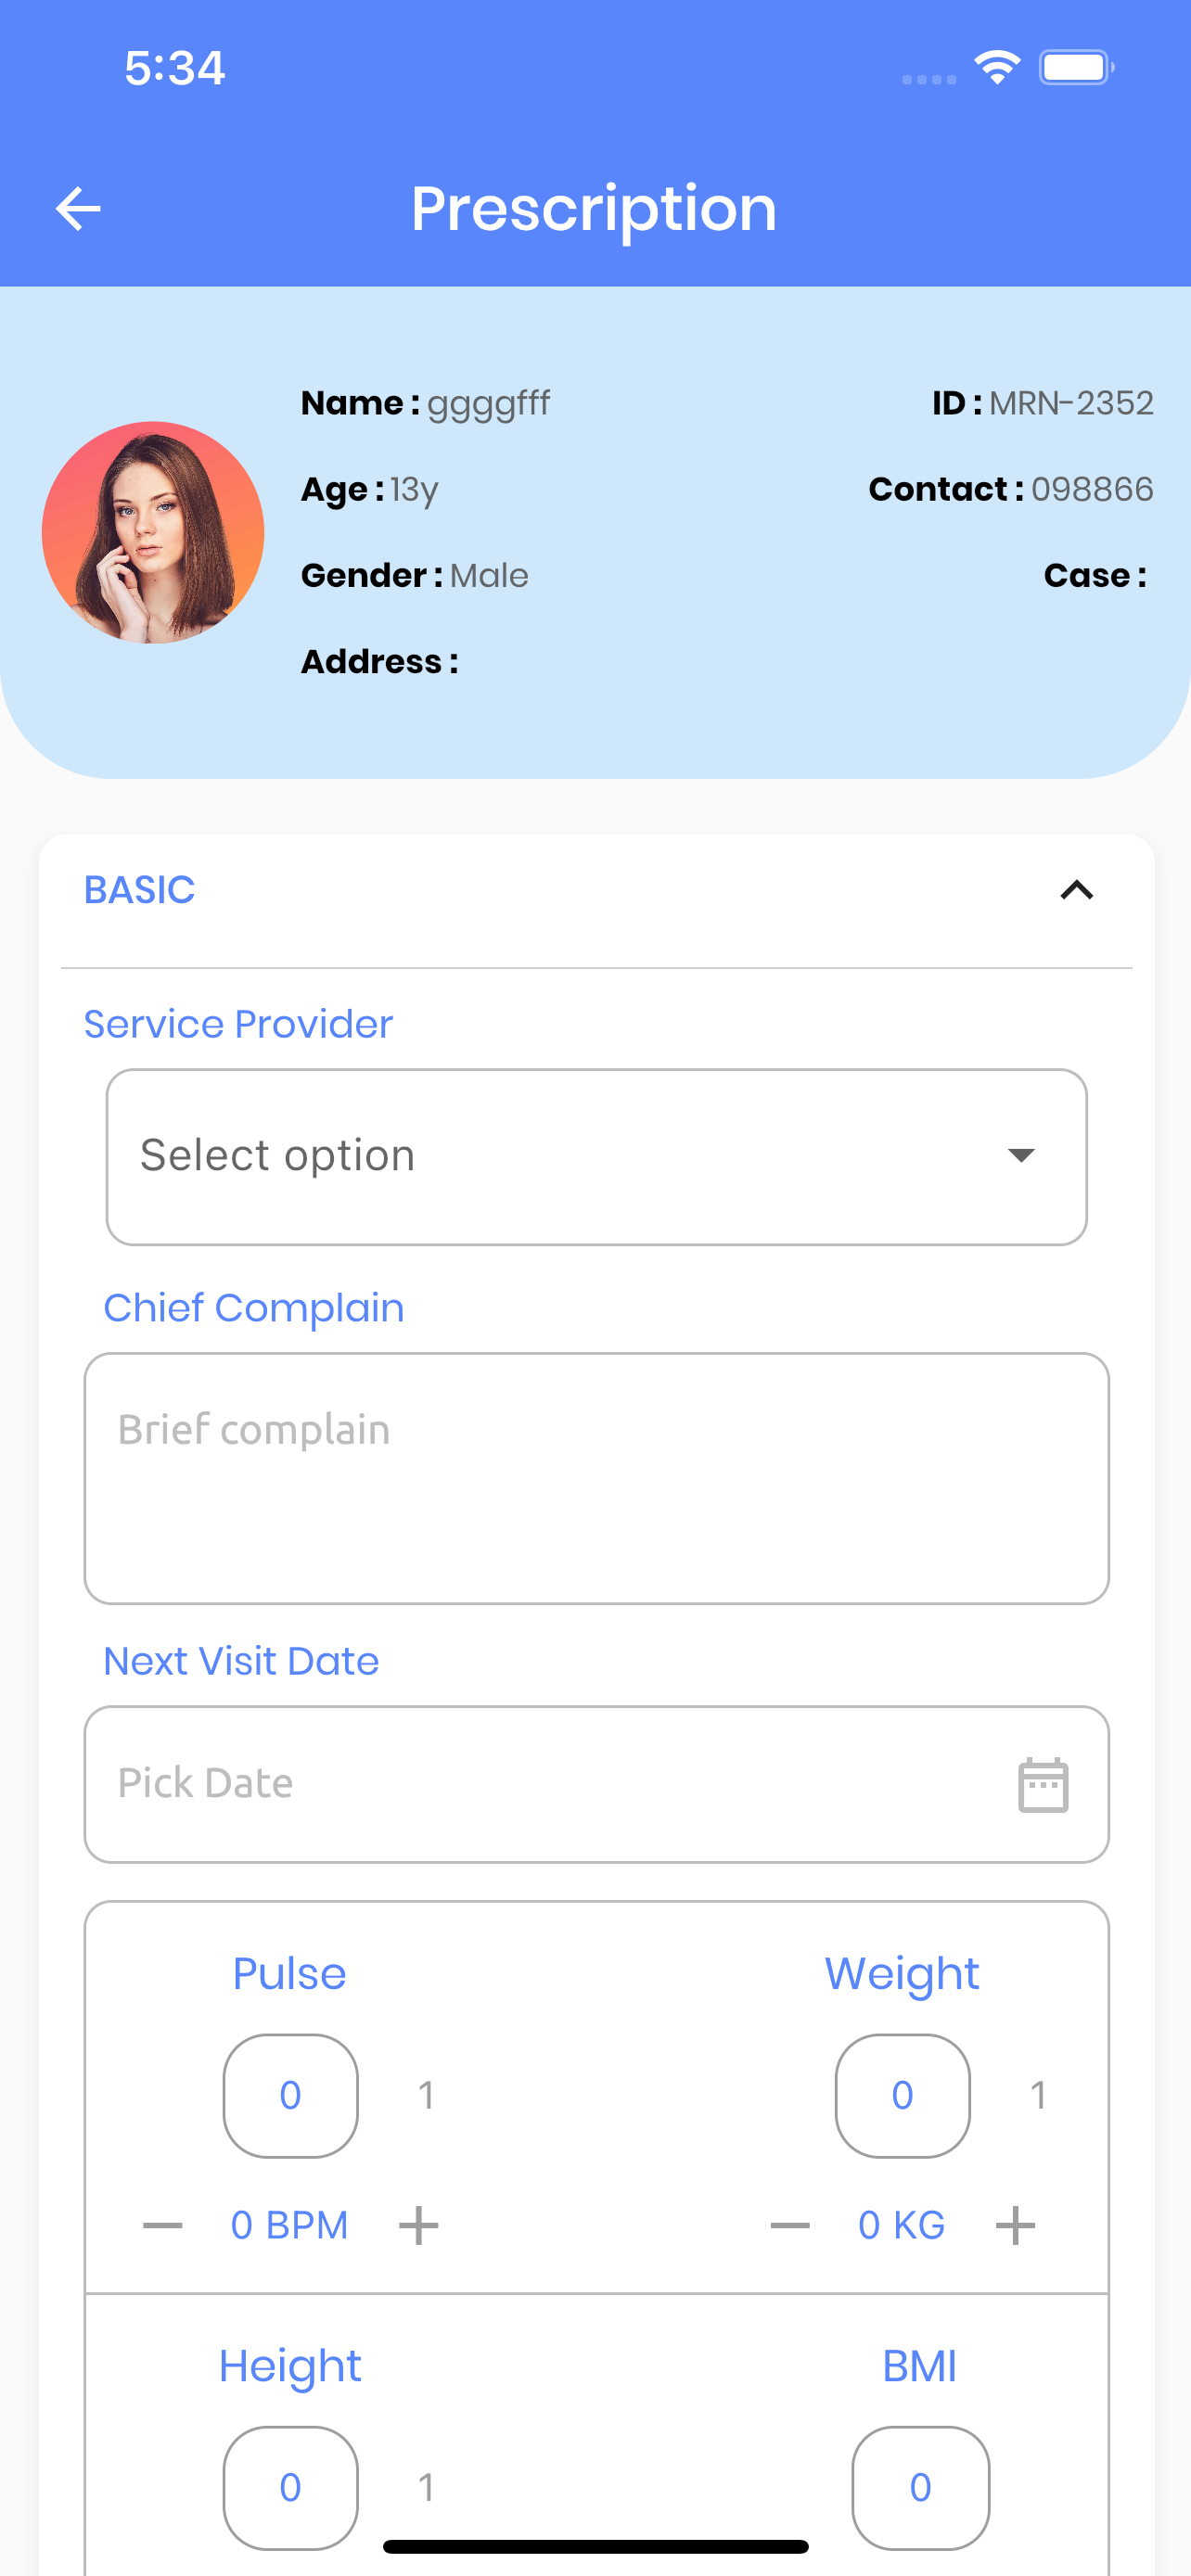 5:34
Prescription
Name : ggggfff
ID : MRN-2352
Age : 13y
Contact : 098866
Gender : Male
Case :
Address :
BASIC
Service Provider
Select option
Chief Complain
Brief complain
Next Visit Date
Pick Date
Pulse
Weight
0 1
0 1
0 BPM
0 KG
Height
BMI
0 1
0